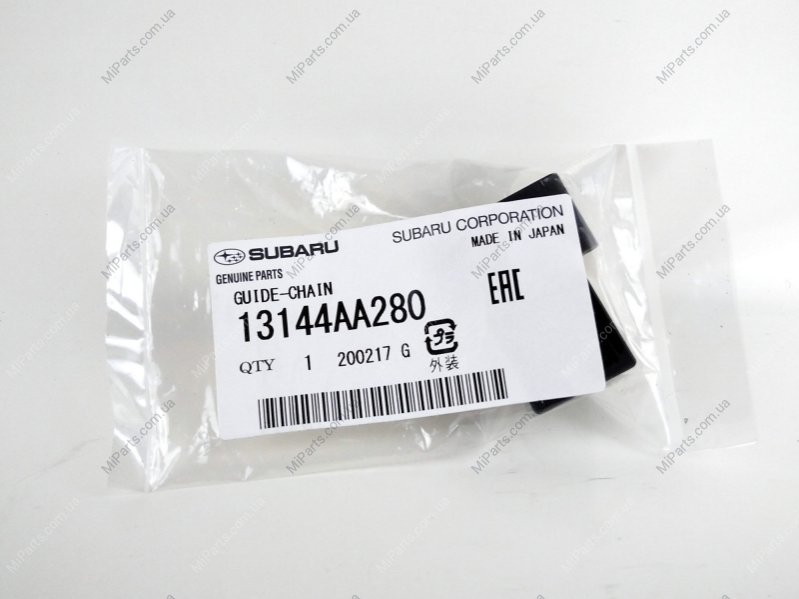 SUBARU
SUBARU CORPORATION
GENUINE PARTS
MADE IN JAPAN
GUIDE-CHAIN
EAC
13144AA280
プラ
QTY 1 200217 G
外装
MiParts.com.ua